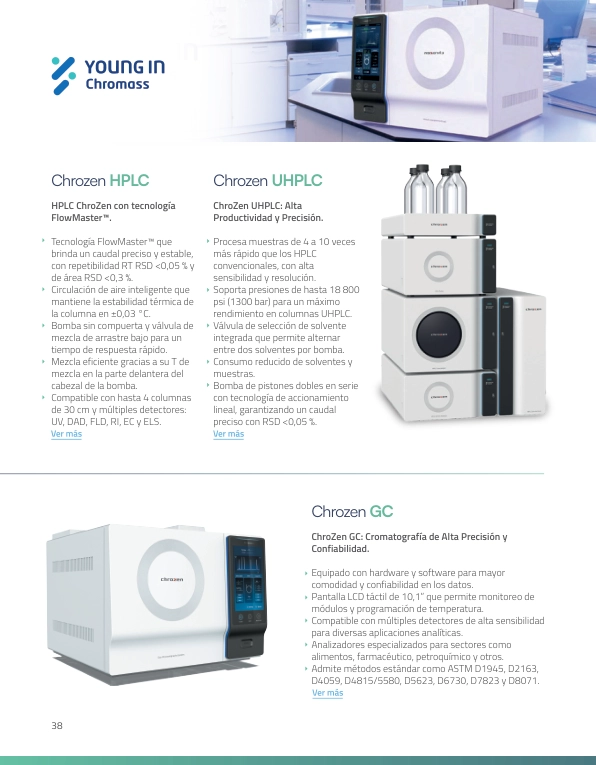 YOUNG IN
Chromass
Chrozen HPLC
HPLC ChroZen con tecnología
FlowMaster™.
Tecnología FlowMaster™ que
brinda un caudal preciso y estable,
con repetibilidad RT RSD <0,05 % y
de área RSD <0,3 %.
Circulación de aire inteligente que
mantiene la estabilidad térmica de
la columna en ±0,03 °C.
Bomba sin compuerta y válvula de
mezcla de arrastre bajo para un
tiempo de respuesta rápido.
Mezcla eficiente gracias a su T de
mezcla en la parte delantera del
cabezal de la bomba.
Compatible con hasta 4 columnas
de 30 cm y múltiples detectores:
UV, DAD, FLD, RI, EC y ELS.
Ver más
Chrozen UHPLC
ChroZen UHPLC: Alta
Productividad y Precisión.
Procesa muestras de 4 a 10 veces
más rápido que los HPLC
convencionales, con alta
sensibilidad y resolución.
Soporta presiones de hasta 18 800
psi (1300 bar) para un máximo
rendimiento en columnas UHPLC.
Válvula de selección de solvente
integrada que permite alternar
entre dos solventes por bomba.
Consumo reducido de solventes y
muestras.
Bomba de pistones dobles en serie
con tecnología de accionamiento
lineal, garantizando un caudal
preciso con RSD <0,05 %.
Ver más
chrozen
Chrozen GC
ChroZen GC: Cromatografía de Alta Precisión y
Confiabilidad.
Equipado con hardware y software para mayor
comodidad y confiabilidad en los datos.
Pantalla LCD táctil de 10,1” que permite monitoreo de
módulos y programación de temperatura.
Compatible con múltiples detectores de alta sensibilidad
para diversas aplicaciones analíticas.
Analizadores especializados para sectores como
alimentos, farmacéutico, petroquímico y otros.
Admite métodos estándar como ASTM D1945, D2163,
D4059, D4815/5580, D5623, D6730, D7823 y D8071.
Ver más
38